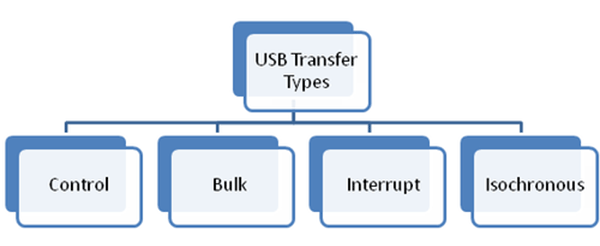 USB Transfer
Types
Control
Bulk
Interrupt
Isochronous